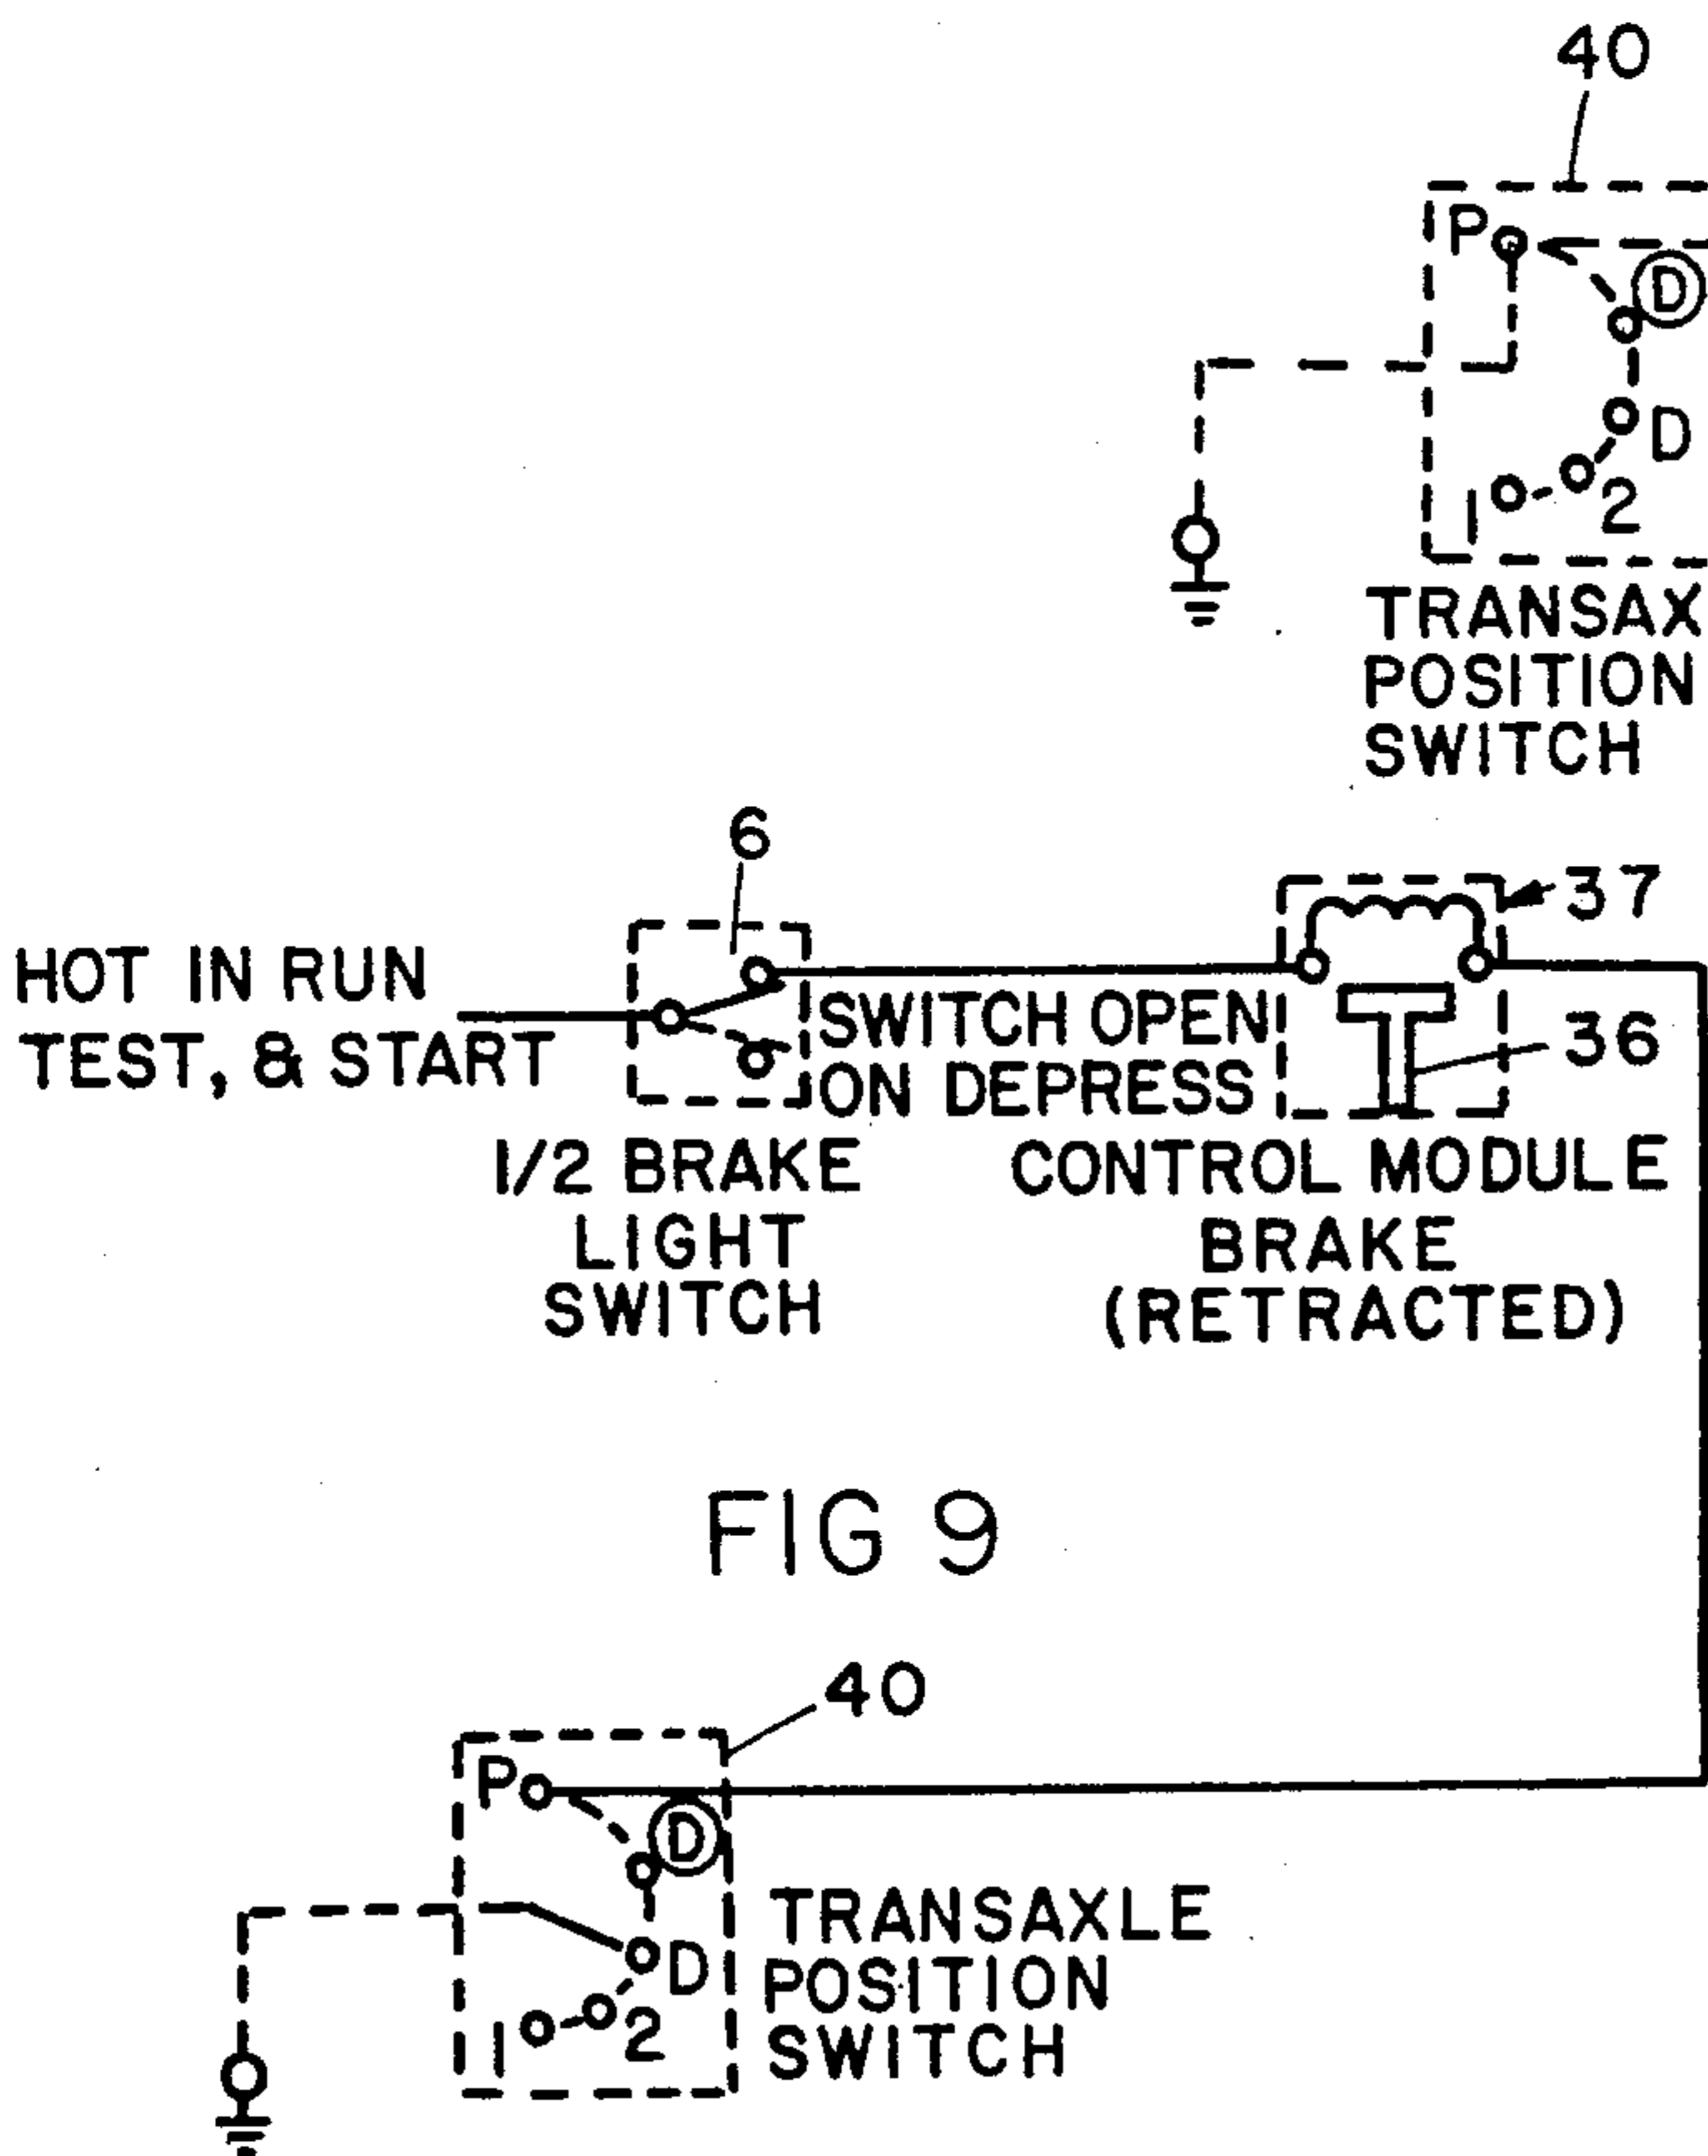 40
P
D
D
2
1
TRANSAX
POSITION
SWITCH
6
37
HOT IN RUN
TEST, & START
SWITCH OPEN
ON DEPRESS
36
1/2 BRAKE
LIGHT
SWITCH
CONTROL MODULE
BRAKE
(RETRACTED)
FIG 9
40
P
D
D
2
1
TRANSAXLE
POSITION
SWITCH